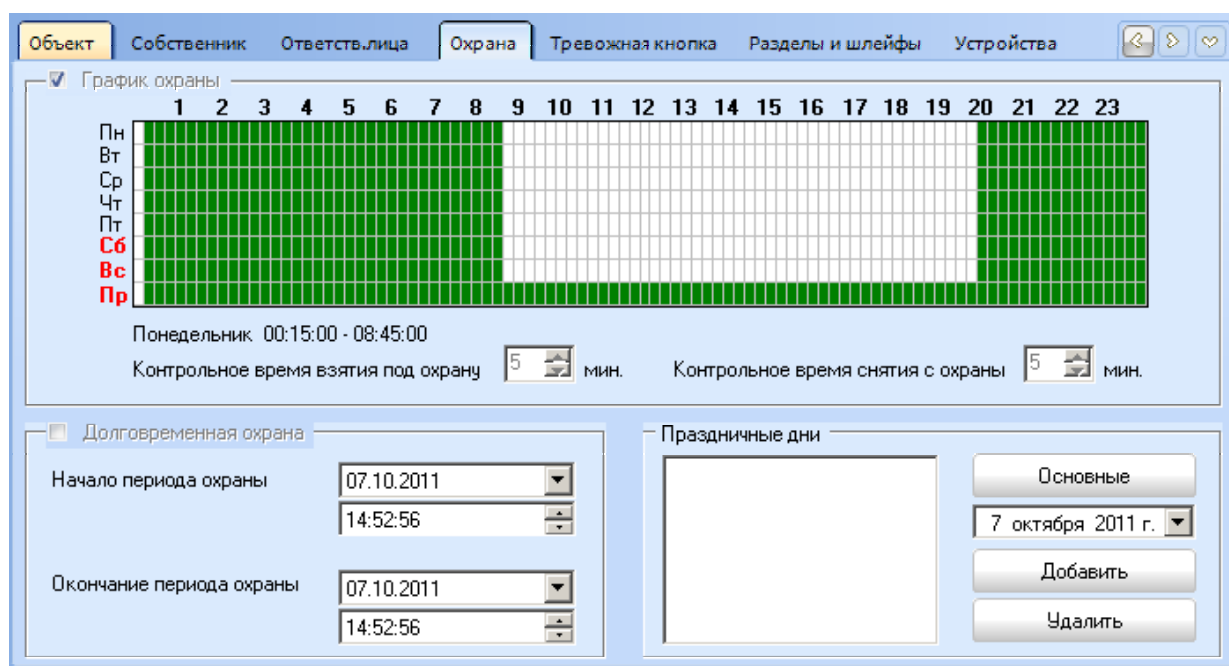 Объект Собственник Ответств.лица Охрана Тревожная кнопка Разделы и шлейфы Устройства
График охраны
1 2 3 4 5 6 7 8 9 10 11 12 13 14 15 16 17 18 19 20 21 22 23
Пн
Вт
Ср
Чт
Пт
Сб
Вс
Пр
Понедельник 00:15:00 - 08:45:00
Контрольное время взятия под охрану 5 мин. Контрольное время снятия с охраны 5 мин.
Долговременная охрана
Начало периода охраны 07.10.2011
14:52:56
Окончание периода охраны 07.10.2011
14:52:56
Праздничные дни
Основные
7 октября 2011 г.
Добавить
Удалить